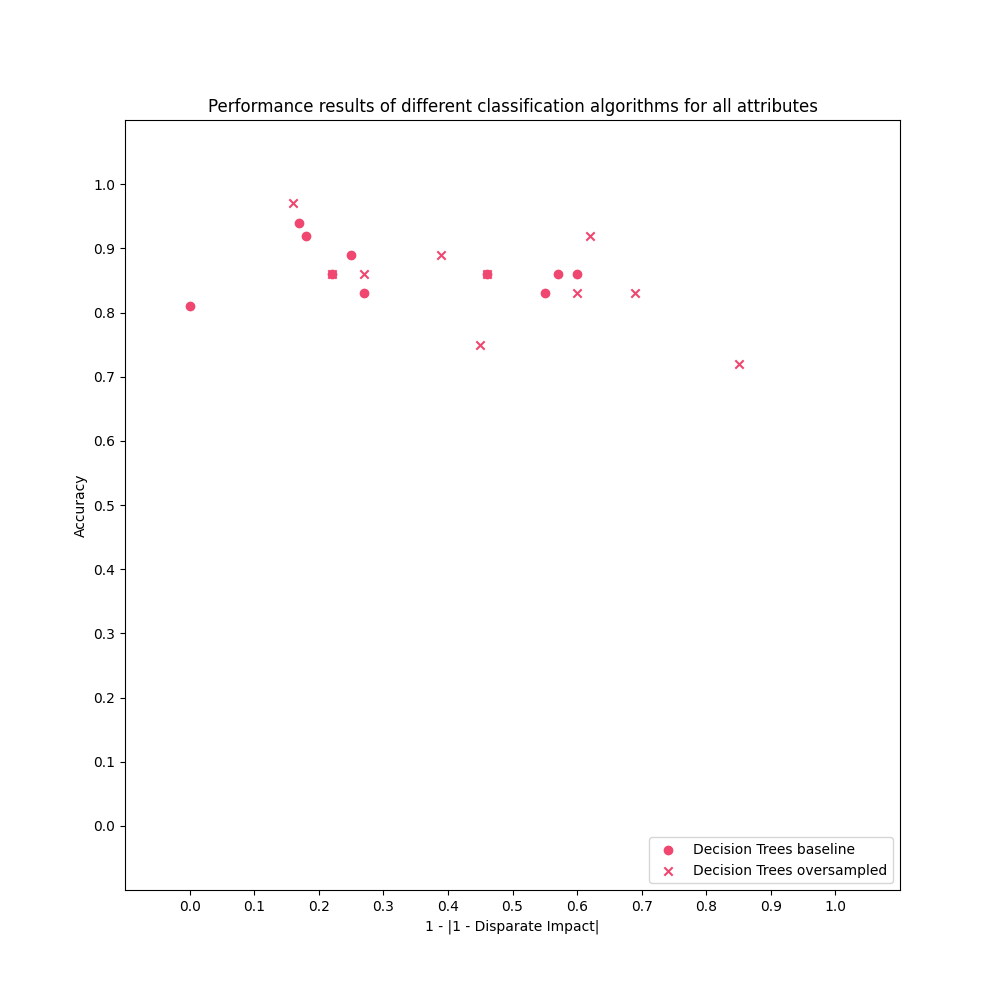 Performance results of different classification algorithms for all attributes
1.0
0.9
0.8
0.7
0.6
0.5
0.4
0.3
0.2
0.1
0.0
Accuracy
Decision Trees baseline
Decision Trees oversampled
0.0 0.1 0.2 0.3 0.4 0.5 0.6 0.7 0.8 0.9 1.0
1 - |1 - Disparate Impact|